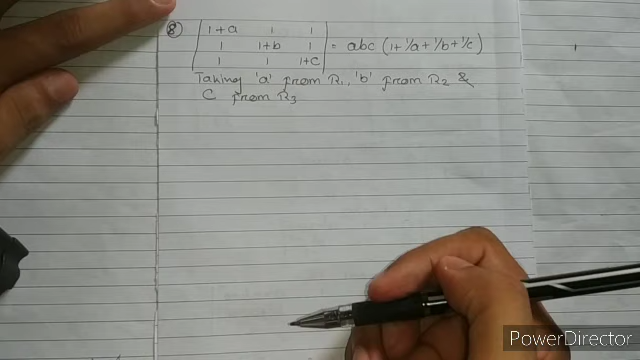 ⑧ | 1+a 1 1 |
| 1 1+b 1 | = abc (1+1/a+1/b+1/c)
| 1 1 1+C |
Taking 'a' from R1, 'b' from R2 &
C from R3
PowerDirector